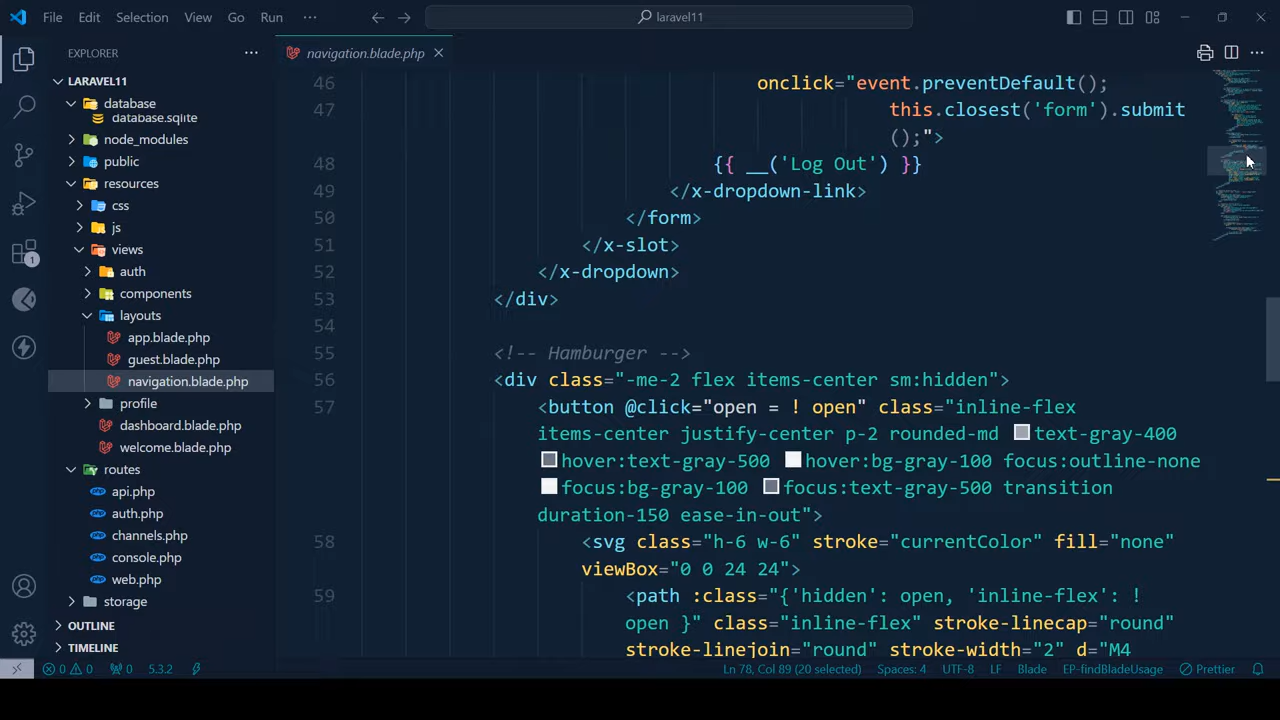 File Edit Selection View Go Run ··· laravel11
EXPLORER
LARAVEL11
database
database.sqlite
node_modules
public
resources
css
js
views
auth
components
layouts
app.blade.php
guest.blade.php
navigation.blade.php
profile
dashboard.blade.php
welcome.blade.php
routes
api.php
auth.php
channels.php
console.php
web.php
storage
OUTLINE
TIMELINE
1
navigation.blade.php
46 onclick="event.preventDefault();
47 this.closest('form').submit
();">
48 {{ __('Log Out') }}
49 </x-dropdown-link>
50 </form>
51 </x-slot>
52 </x-dropdown>
53 </div>
54
55 <!-- Hamburger -->
56 <div class="-me-2 flex items-center sm:hidden">
57 <button @click="open = ! open" class="inline-flex
items-center justify-center p-2 rounded-md text-gray-400
hover:text-gray-500 hover:bg-gray-100 focus:outline-none
focus:bg-gray-100 focus:text-gray-500 transition
duration-150 ease-in-out">
58 <svg class="h-6 w-6" stroke="currentColor" fill="none"
viewBox="0 0 24 24">
59 <path :class="{'hidden': open, 'inline-flex': !
open }" class="inline-flex" stroke-linecap="round"
stroke-linejoin="round" stroke-width="2" d="M4
0 0 0 5.3.2 Ln 78, Col 89 (20 selected) Spaces: 4 UTF-8 LF Blade EP-findBladeUsage Prettier